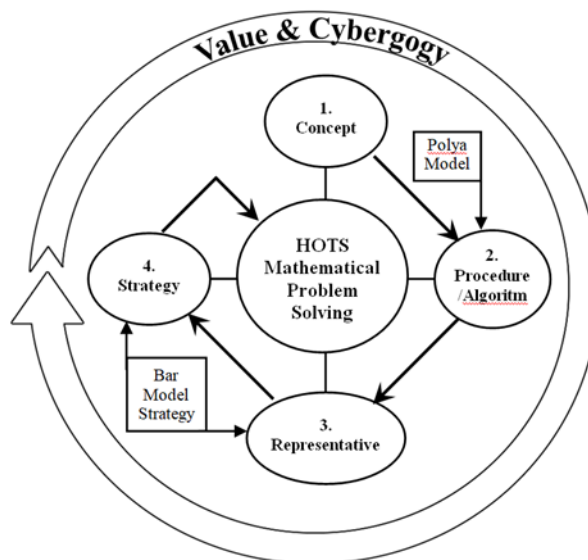 Value & Cybergogy
1.
Concept
Polya
Model
HOTS
Mathematical
Problem
Solving
2.
Procedure
/Algoritm
4.
Strategy
Bar
Model
Strategy
3.
Representative